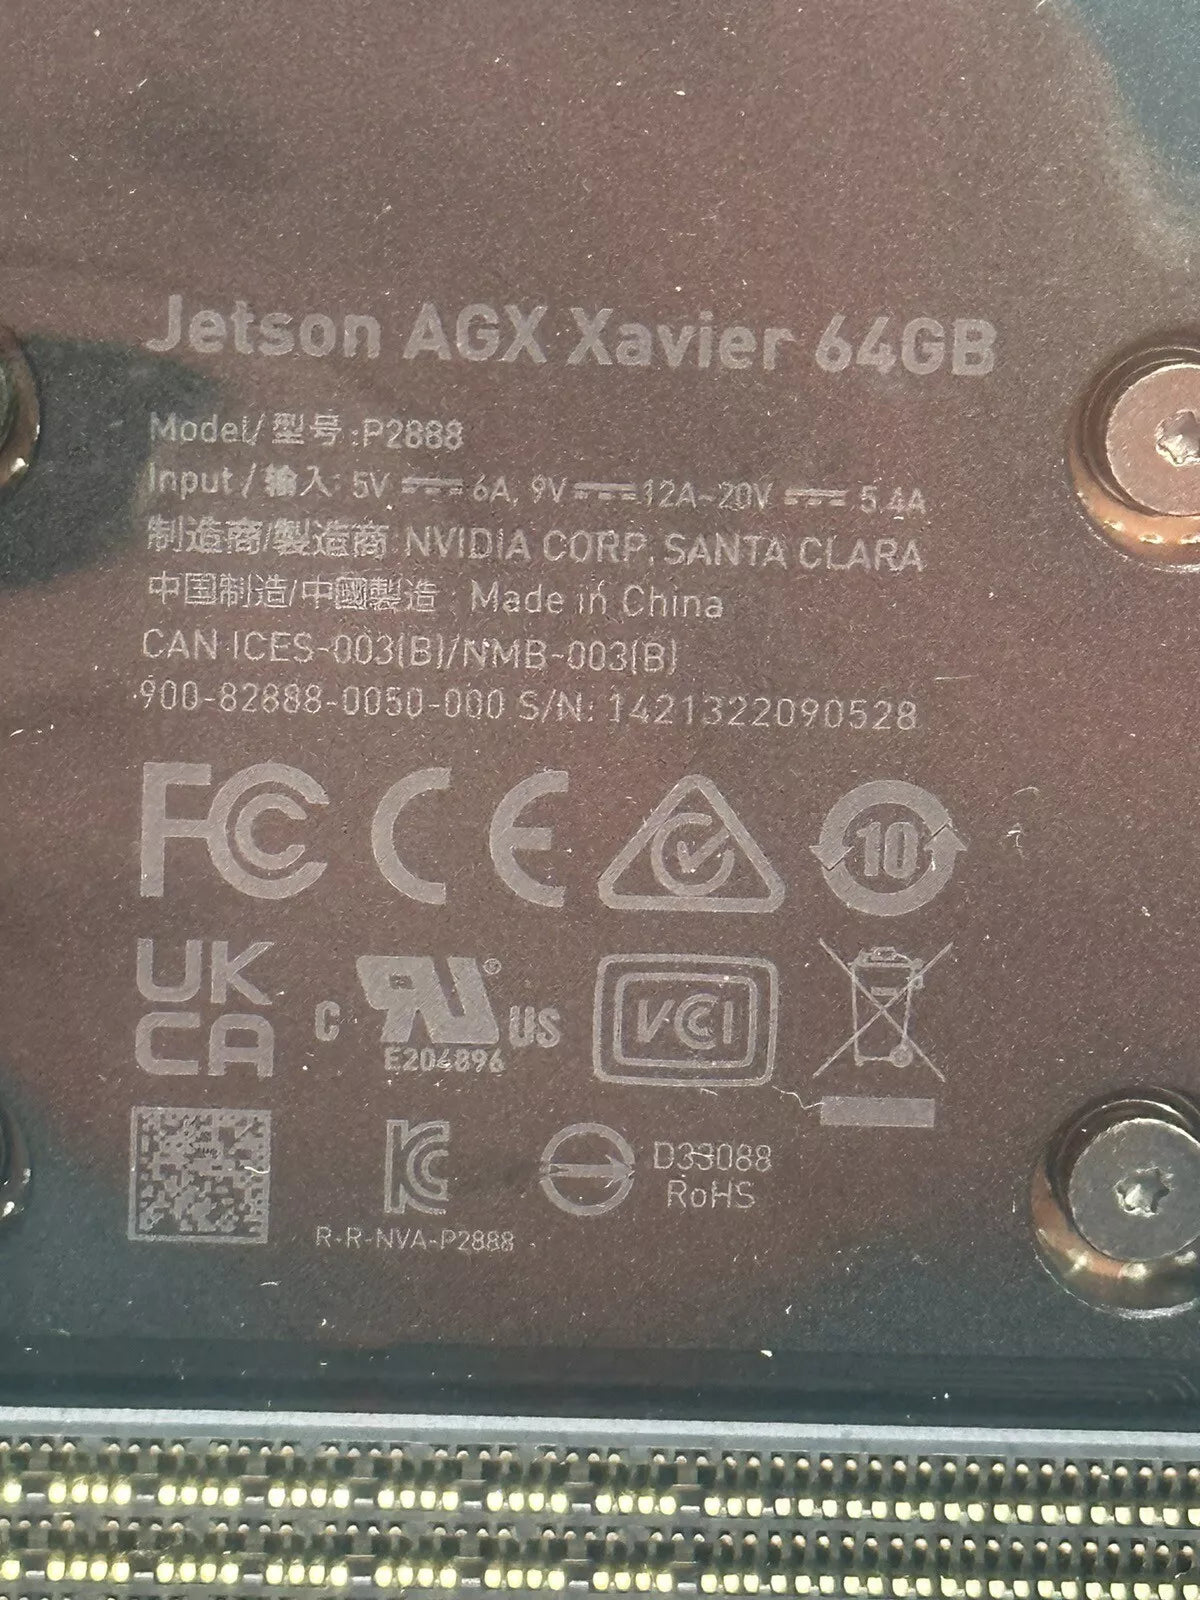 Jetson AGX Xavier 64GB
Model/ 型号 :P2888
Input / 输入: 5V ⎓ 6A, 9V ⎓ 12A~20V ⎓ 5.4A
制造商/製造商: NVIDIA CORP. SANTA CLARA
中国制造/中國製造 : Made in China
CAN ICES-003(B)/NMB-003(B)
900-82888-0050-000 S/N: 1421322090528
FC CE 10
UK
CA
C RU ® US
E204896
VCI
KC
D33088
RoHS
R-R-NVA-P2888